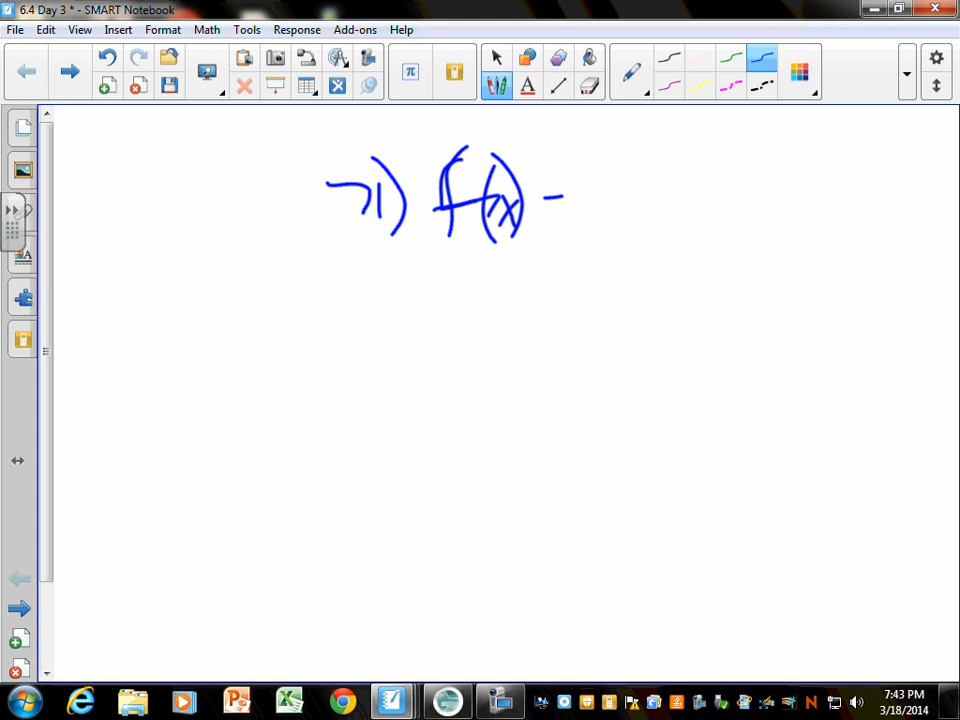 6.4 Day 3 * - SMART Notebook
File Edit View Insert Format Math Tools Response Add-ons Help
71) f(x) -
7:43 PM
3/18/2014